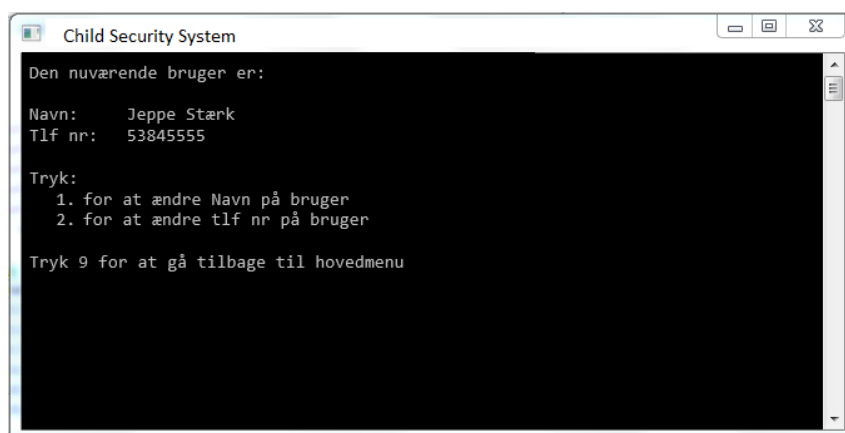 Child Security System
Den nuværende bruger er:
Navn: Jeppe Stærk
Tlf nr: 53845555
Tryk:
1. for at ændre Navn på bruger
2. for at ændre tlf nr på bruger
Tryk 9 for at gå tilbage til hovedmenu